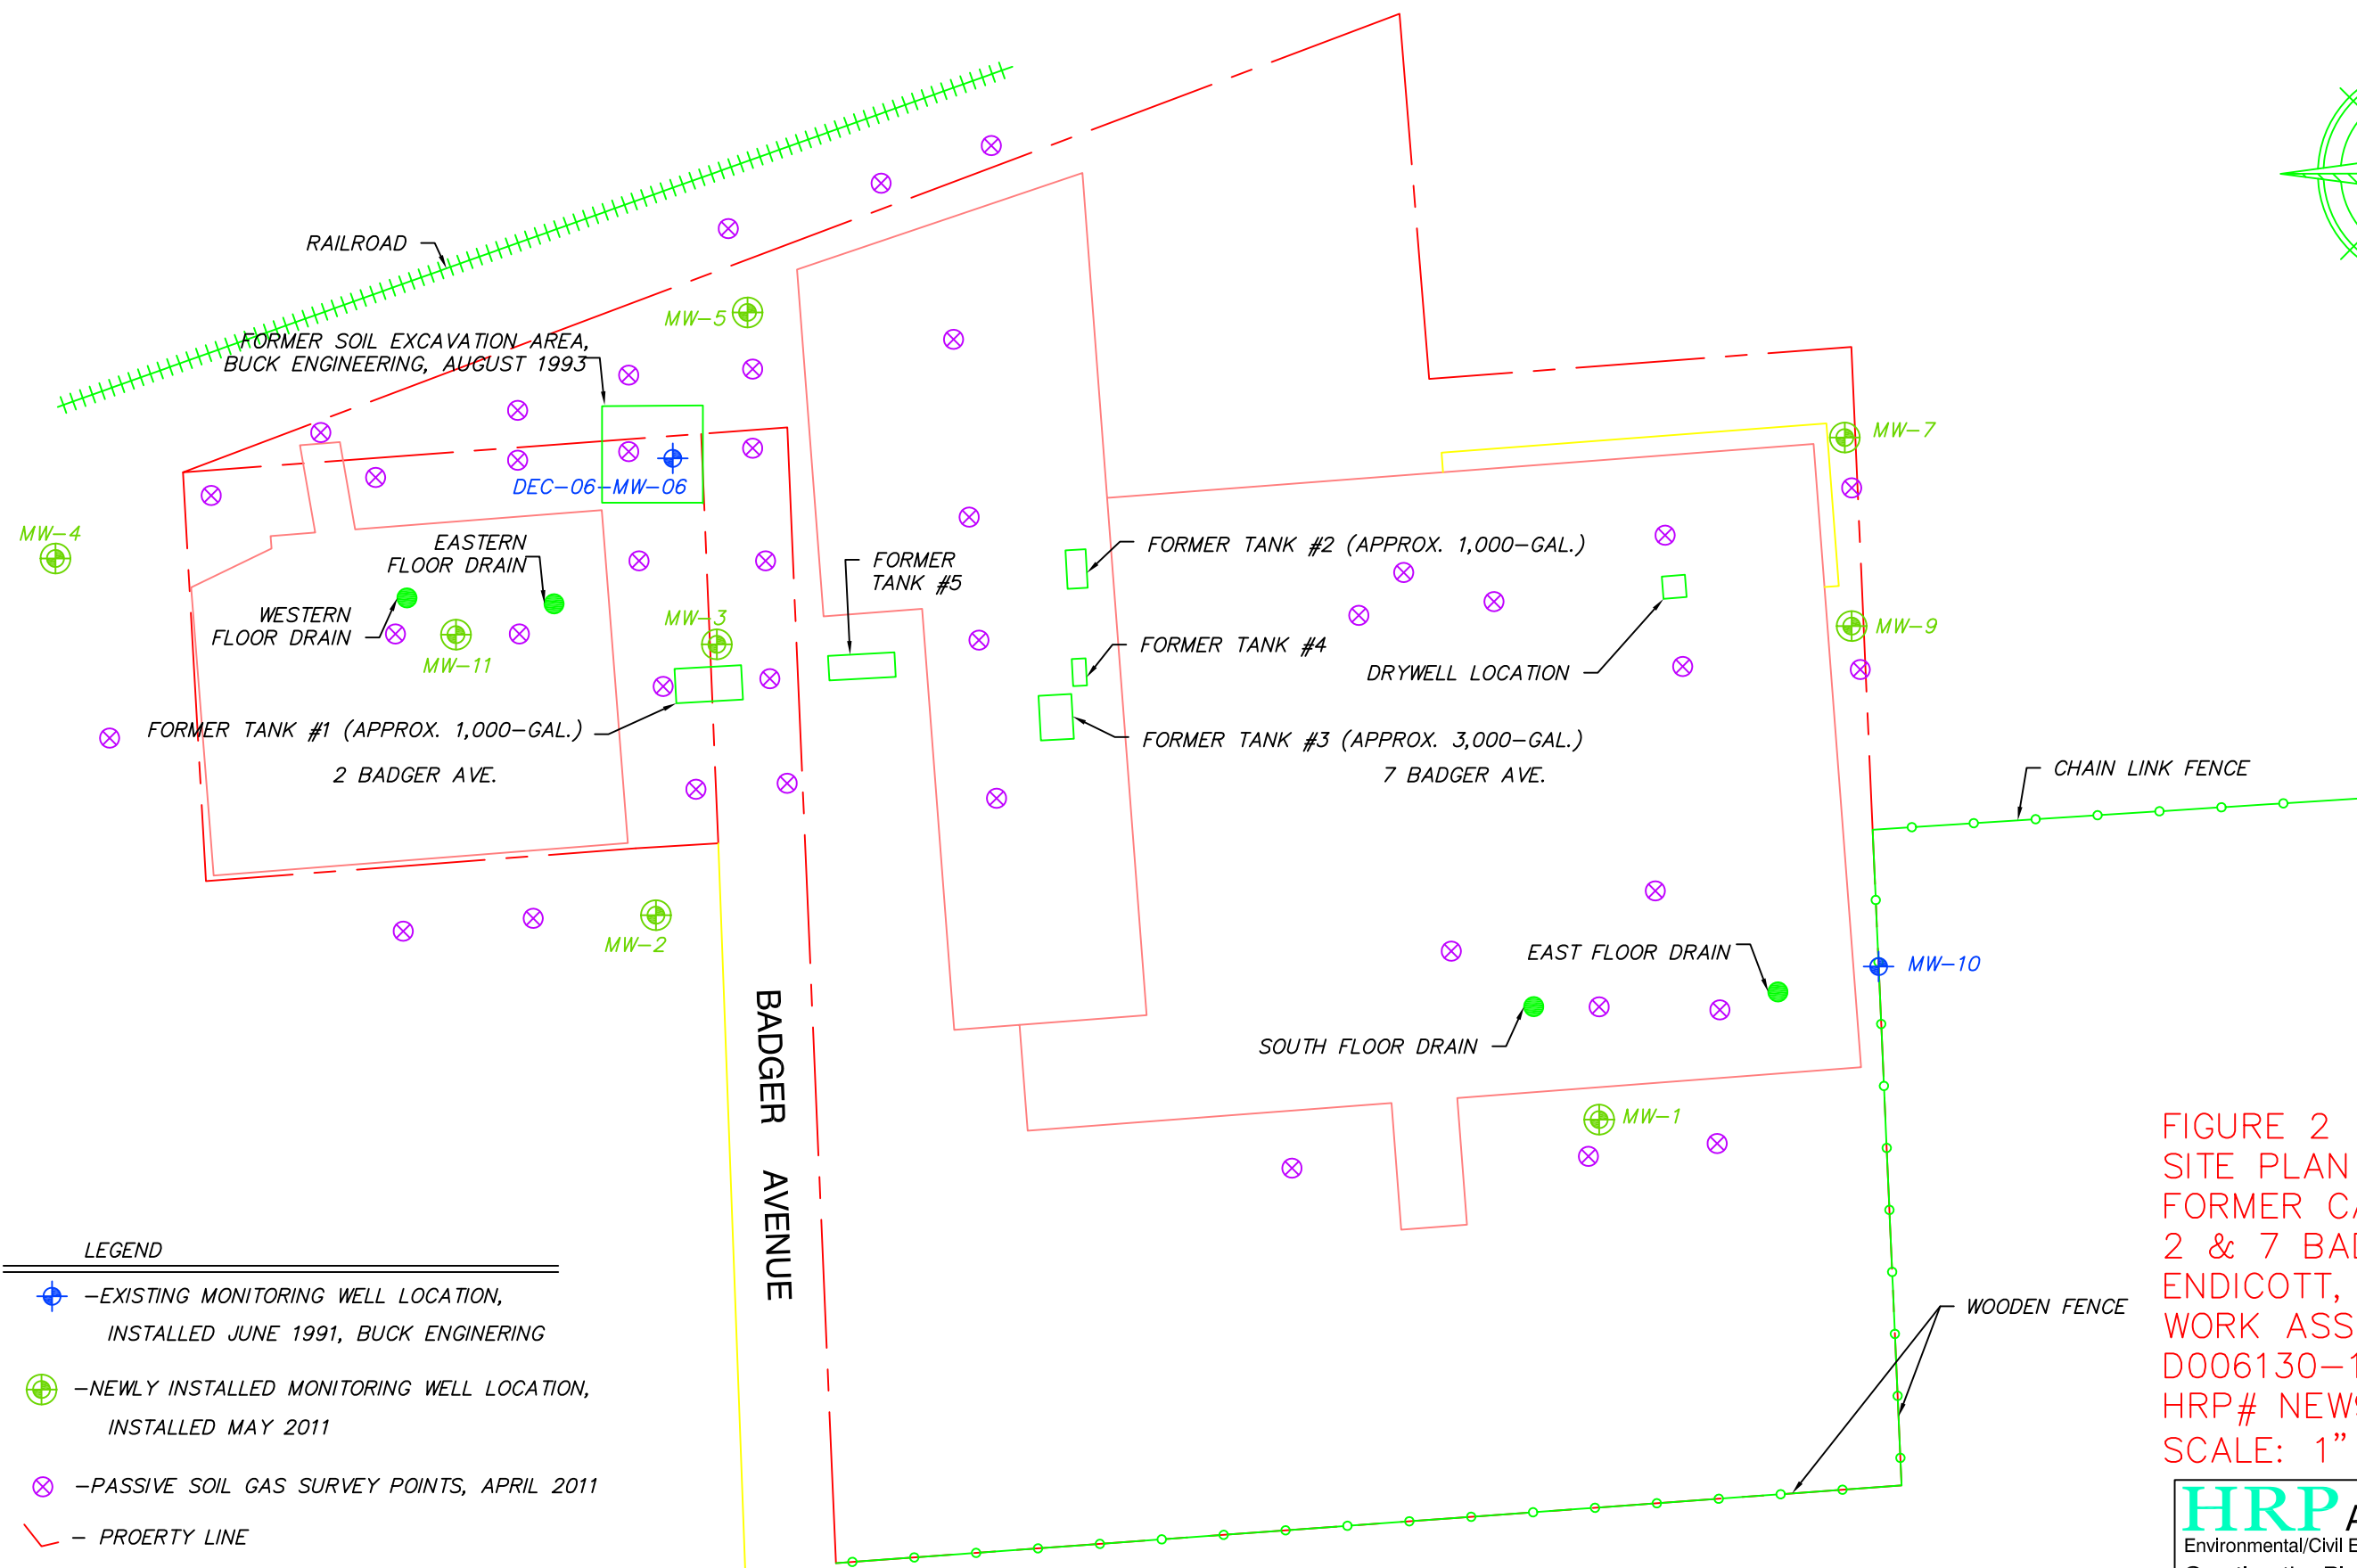 RAILROAD
MW-5
FORMER SOIL EXCAVATION AREA,
BUCK ENGINEERING, AUGUST 1993
MW-7
DEC-06-MW-06
MW-4
EASTERN
FLOOR DRAIN
FORMER
TANK #5
FORMER TANK #2 (APPROX. 1,000-GAL.)
WESTERN
FLOOR DRAIN
MW-3
MW-9
MW-11
FORMER TANK #4
DRYWELL LOCATION
FORMER TANK #1 (APPROX. 1,000-GAL.)
FORMER TANK #3 (APPROX. 3,000-GAL.)
2 BADGER AVE.
7 BADGER AVE.
CHAIN LINK FENCE
MW-2
EAST FLOOR DRAIN
MW-10
BADGER AVENUE
SOUTH FLOOR DRAIN
MW-1
WOODEN FENCE
LEGEND
-EXISTING MONITORING WELL LOCATION,
INSTALLED JUNE 1991, BUCK ENGINERING
-NEWLY INSTALLED MONITORING WELL LOCATION,
INSTALLED MAY 2011
-PASSIVE SOIL GAS SURVEY POINTS, APRIL 2011
- PROERTY LINE
FIGURE 2
SITE PLAN
FORMER
2 & 7
ENDICOTT,
WORK
D006130-1
HRP#
SCALE: 1"
HRP
Environmental/Civil